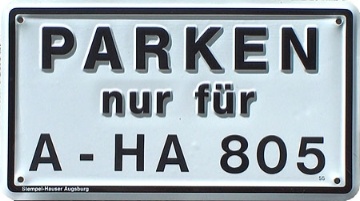 PARKEN
nur für
A - HA 805
Stempel-Hauser Augsburg